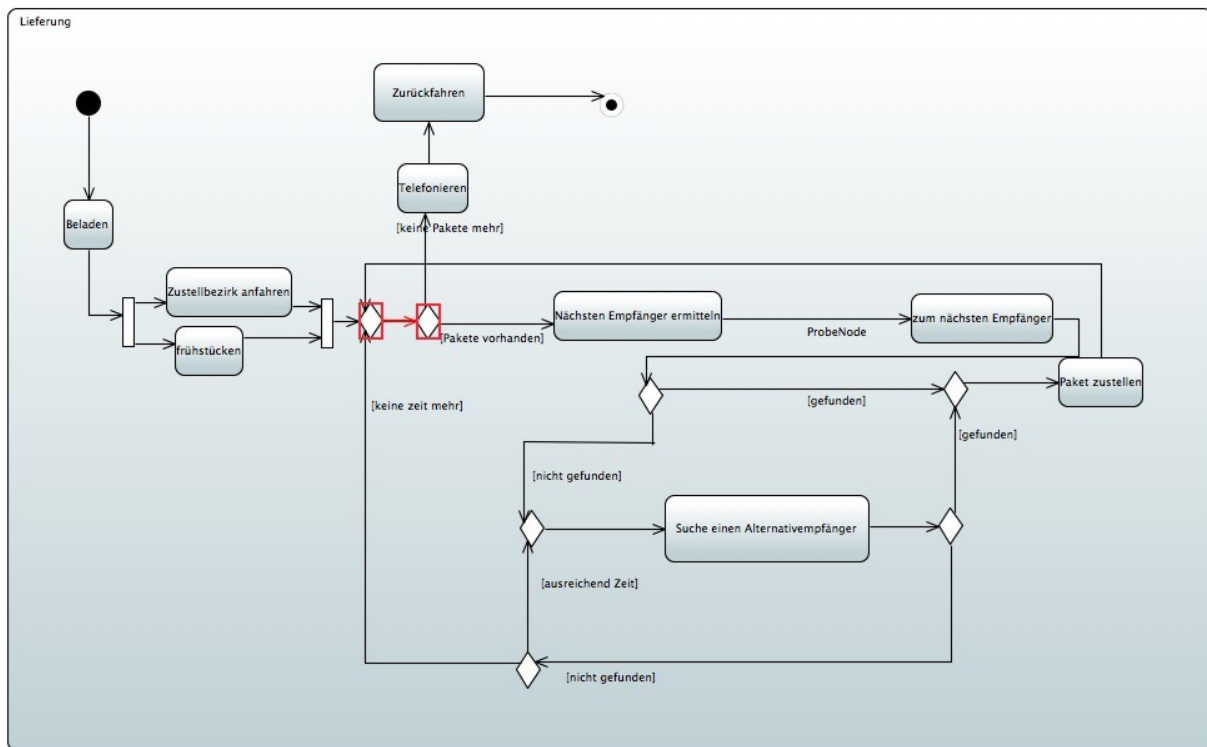 Lieferung
Zurückfahren
Telefonieren
[keine Pakete mehr]
Beladen
Zustellbezirk anfahren
frühstücken
Nächsten Empfänger ermitteln
zum nächsten Empfänger
ProbeNode
[Pakete vorhanden]
Paket zustellen
[keine zeit mehr]
[gefunden]
[gefunden]
[nicht gefunden]
Suche einen Alternativempfänger
[ausreichend Zeit]
[nicht gefunden]